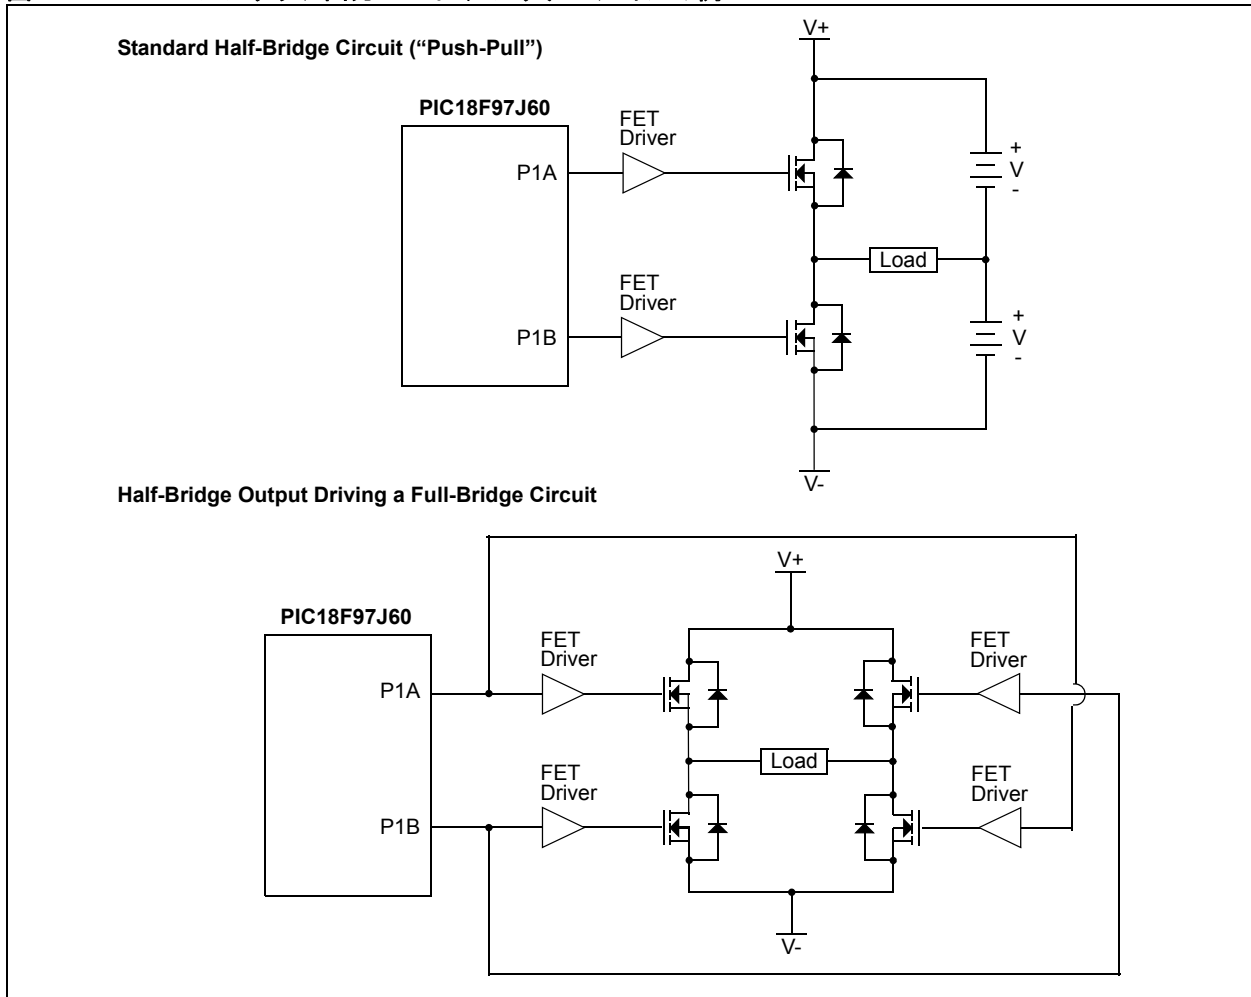 Standard Half-Bridge Circuit (“Push-Pull”)
V+
PIC18F97J60
FET
Driver
P1A
+
V
-
Load
FET
Driver
P1B
+
V
-
V-
Half-Bridge Output Driving a Full-Bridge Circuit
V+
PIC18F97J60
FET
Driver
FET
Driver
P1A
Load
FET
Driver
FET
Driver
P1B
V-